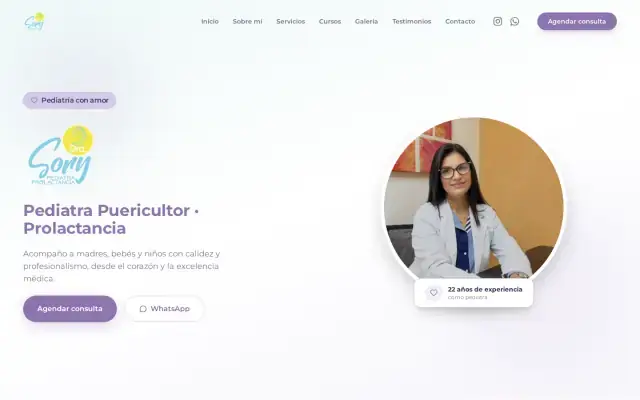 Sory
Inicio
Sobre mí
Servicios
Cursos
Galería
Testimonios
Contacto
Agendar consulta
Pediatría con amor
Dra
Sory
PEDIATRA
PROLACTANCIA
Pediatra Puericultor ·
Prolactancia
Acompaño a madres, bebés y niños con calidez y
profesionalismo, desde el corazón y la excelencia
médica.
Agendar consulta
WhatsApp
22 años de experiencia
como pediatra